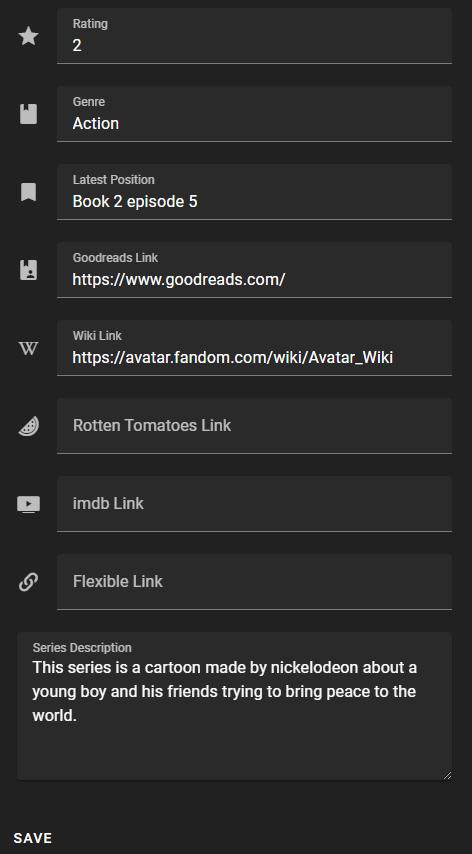 Rating
2
Genre
Action
Latest Position
Book 2 episode 5
Goodreads Link
https://www.goodreads.com/
Wiki Link
https://avatar.fandom.com/wiki/Avatar_Wiki
Rotten Tomatoes Link
imdb Link
Flexible Link
Series Description
This series is a cartoon made by nickelodeon about a
young boy and his friends trying to bring peace to the
world.
SAVE